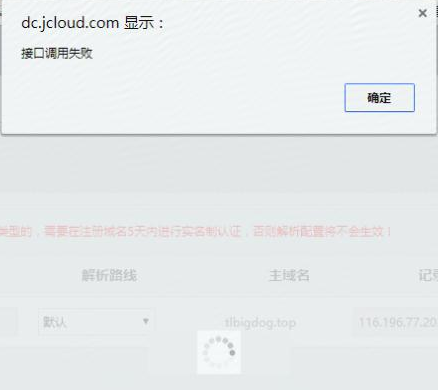 dc.jcloud.com 显示：
接口调用失败
确定
类型的，需要在注册域名5天内进行实名制认证，否则解析配置将不会生效！
解析路线 主域名 记录
默认 tlbigdog.top 116.196.77.20